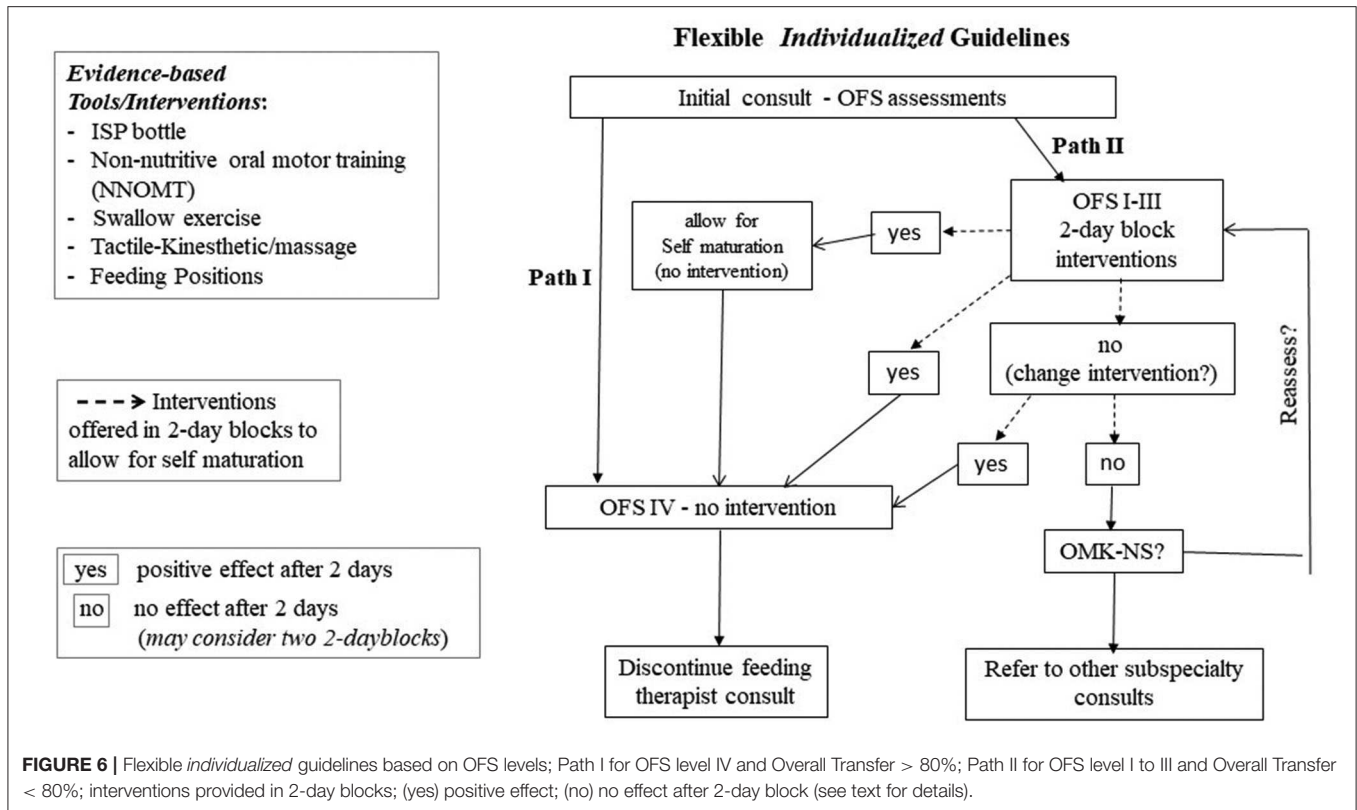 Flexible Individualized Guidelines
Evidence-based
Tools/Interventions:
- ISP bottle
- Non-nutritive oral motor training
(NNOMT)
- Swallow exercise
- Tactile-Kinesthetic/massage
- Feeding Positions
Interventions
offered in 2-day blocks to
allow for self maturation
yes positive effect after 2 days
no no effect after 2 days
(may consider two 2-dayblocks)
Initial consult - OFS assessments
Path I
Path II
OFS I-III
2-day block
interventions
yes
allow for
Self maturation
(no intervention)
yes
no
(change intervention?)
Reassess?
yes
no
OFS IV - no intervention
OMK-NS?
Discontinue feeding
therapist consult
Refer to other subspecialty
consults
FIGURE 6 | Flexible individualized guidelines based on OFS levels; Path I for OFS level IV and Overall Transfer > 80%; Path II for OFS level I to III and Overall Transfer
< 80%; interventions provided in 2-day blocks; (yes) positive effect; (no) no effect after 2-day block (see text for details).